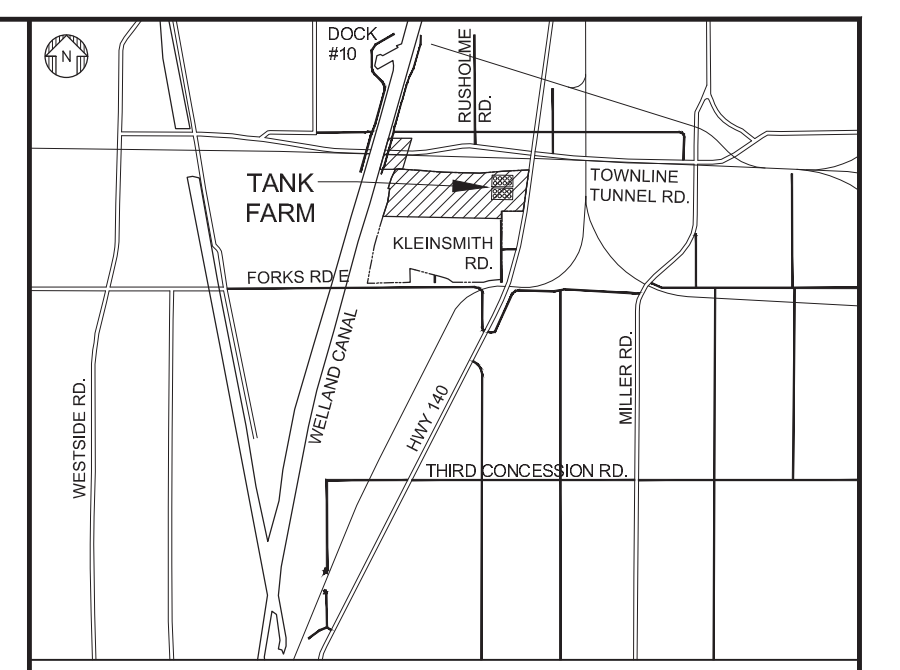 N
DOCK
#10
RUSHOLME
RD.
TANK
FARM
TOWNLINE
TUNNEL RD.
KLEINSMITH
RD.
FORKS RD E
WELLAND CANAL
WESTSIDE RD.
HWY 140
MILLER RD.
THIRD CONCESSION RD.